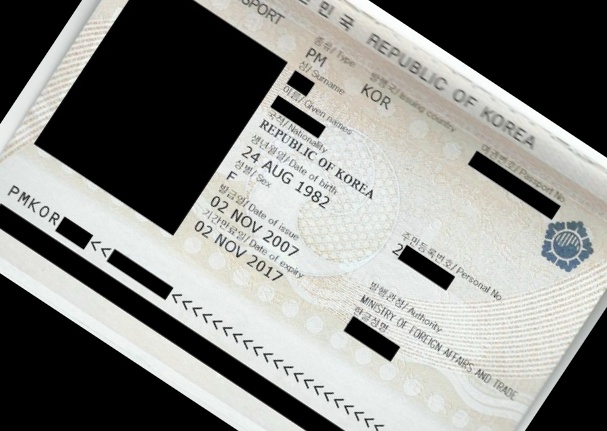 SPORT
민국 REPUBLIC OF KOREA
종류/Type 발행국/Issuing country 여권번호/Passport No.
PM KOR
성/Surname
이름/Given names
국적/Nationality
REPUBLIC OF KOREA
생년월일/Date of birth 주민등록번호/Personal No.
24 AUG 1982 2
성별/Sex
F
발급일/Date of issue 발행관청/Authority
02 NOV 2007 MINISTRY OF FOREIGN AFFAIRS AND TRADE
기간만료일/Date of expiry 한글성명
02 NOV 2017
PMKOR <<<<<<<<<<<<<<<<<<<<<<<<<<